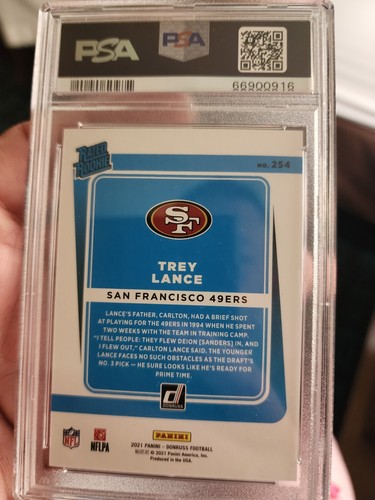 PSA
PSA
66900916
RATED
ROOKIE
NO. 254
SF
TREY
LANCE
SAN FRANCISCO 49ERS
LANCE'S FATHER, CARLTON, HAD A BRIEF SHOT
AT PLAYING FOR THE 49ERS IN 1994 WHEN HE SPENT
TWO WEEKS WITH THE TEAM IN TRAINING CAMP.
"I TELL PEOPLE: THEY FLEW DEION [SANDERS] IN, AND
I FLEW OUT," CARLTON LANCE SAID. THE YOUNGER
LANCE FACES NO SUCH OBSTACLES AS THE DRAFT'S
NO. 3 PICK — HE SURE LOOKS LIKE HE'S READY FOR
PRIME TIME.
DONRUSS
NFL
NFLPA
PANINI
2021 PANINI - DONRUSS FOOTBALL
© 2021 Panini America, Inc.
Produced in the USA.